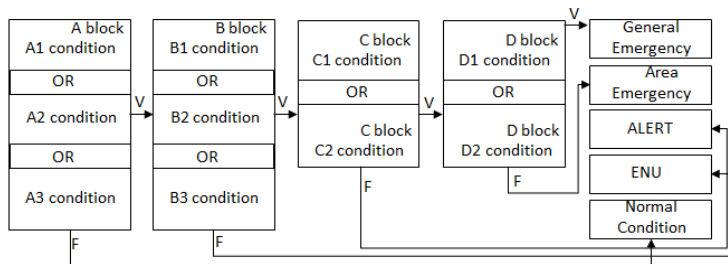 A block
A1 condition
OR
A2 condition
OR
A3 condition
F
V
B block
B1 condition
OR
B2 condition
OR
B3 condition
F
V
C block
C1 condition
OR
C block
C2 condition
F
V
D block
D1 condition
OR
D block
D2 condition
F
V
General
Emergency
Area
Emergency
ALERT
ENU
Normal
Condition